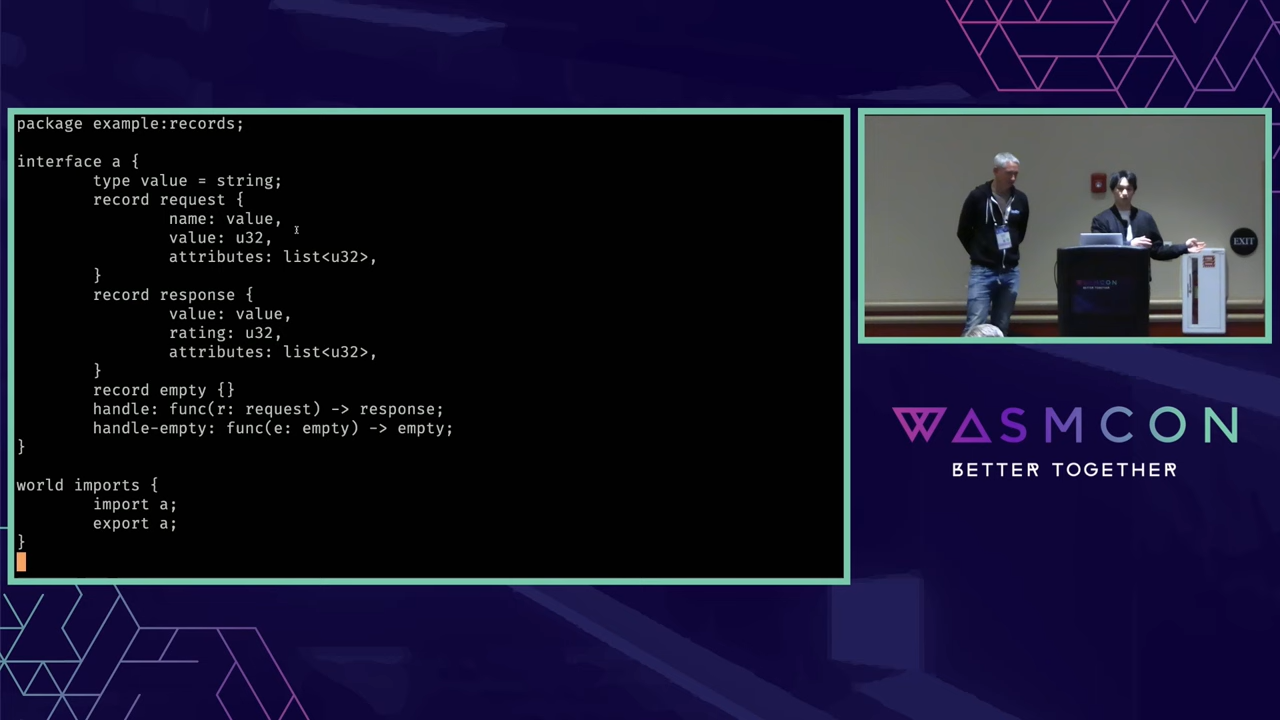 package example:records;
interface a {
type value = string;
record request {
name: value,
value: u32,
attributes: list<u32>,
}
record response {
value: value,
rating: u32,
attributes: list<u32>,
}
record empty {}
handle: func(r: request) -> response;
handle-empty: func(e: empty) -> empty;
}
world imports {
import a;
export a;
}
EXIT
WASMCON
WASMCON
BETTER TOGETHER